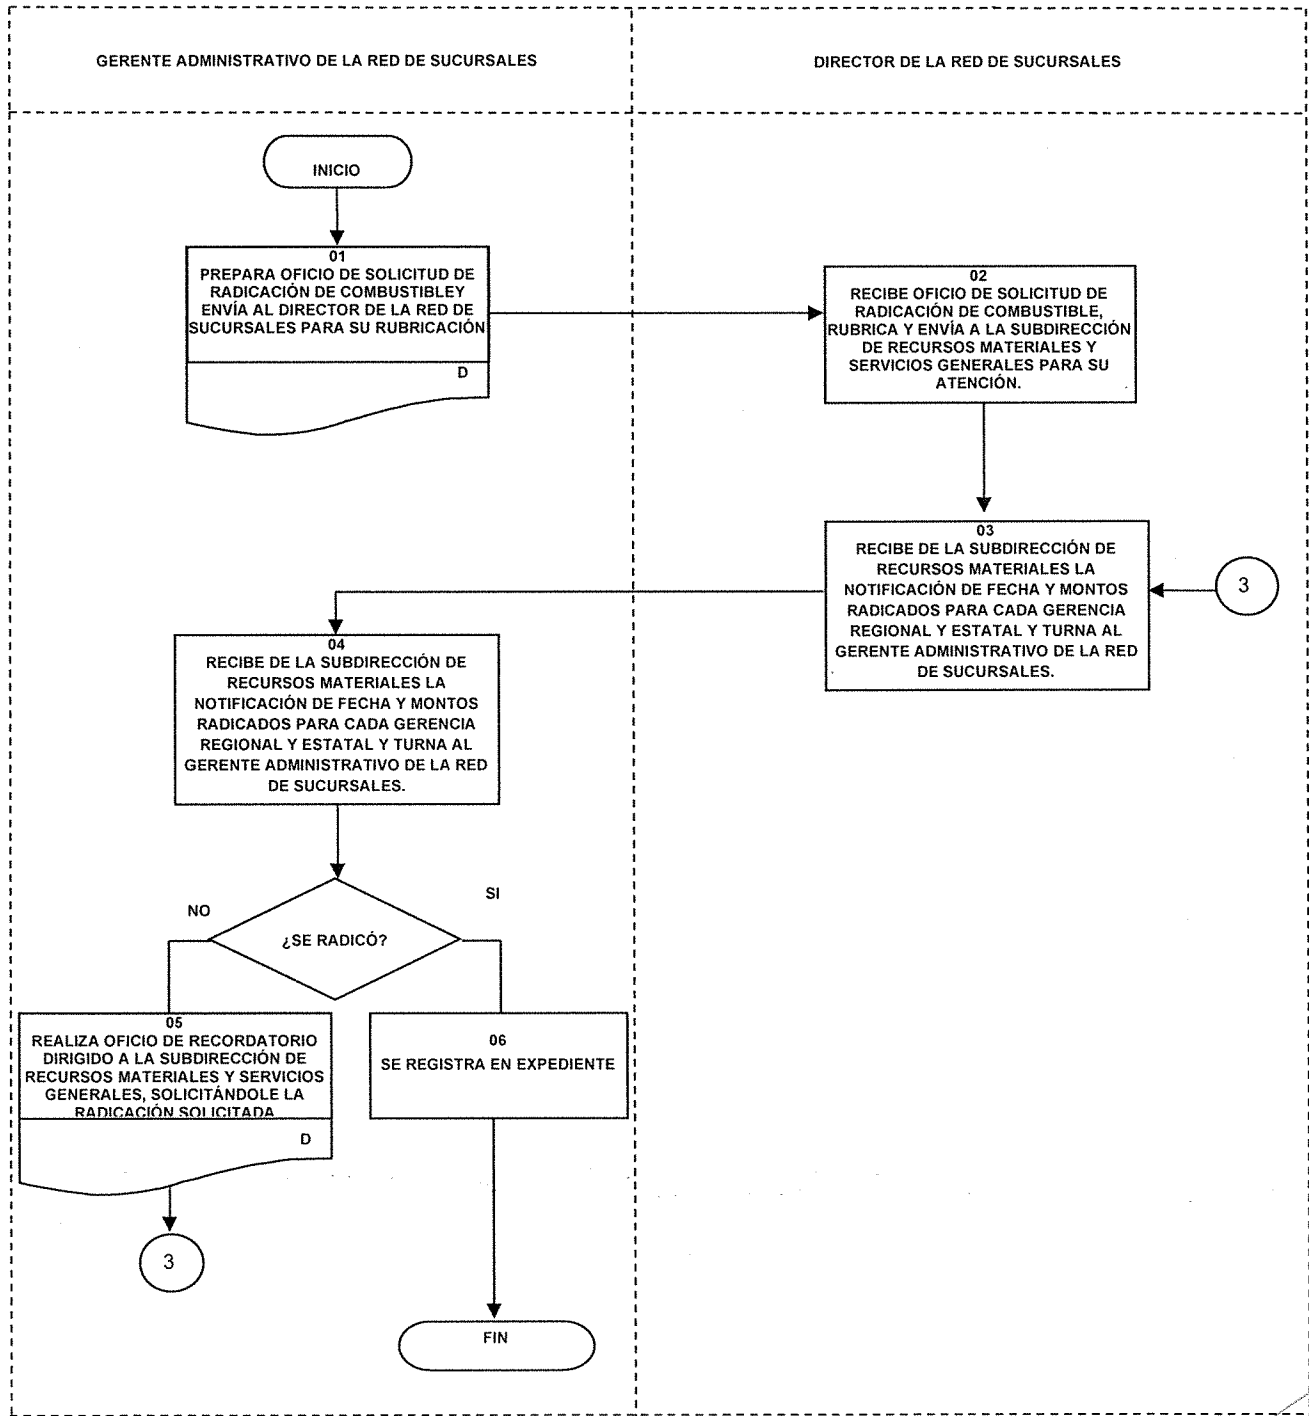 GERENTE ADMINISTRATIVO DE LA RED DE SUCURSALES
DIRECTOR DE LA RED DE SUCURSALES
INICIO
01
PREPARA OFICIO DE SOLICITUD DE
RADICACIÓN DE COMBUSTIBLEY
ENVÍA AL DIRECTOR DE LA RED DE
SUCURSALES PARA SU RUBRICACIÓN
D
02
RECIBE OFICIO DE SOLICITUD DE
RADICACIÓN DE COMBUSTIBLE,
RUBRICA Y ENVÍA A LA SUBDIRECCIÓN
DE RECURSOS MATERIALES Y
SERVICIOS GENERALES PARA SU
ATENCIÓN.
03
RECIBE DE LA SUBDIRECCIÓN DE
RECURSOS MATERIALES LA
NOTIFICACIÓN DE FECHA Y MONTOS
RADICADOS PARA CADA GERENCIA
REGIONAL Y ESTATAL Y TURNA AL
GERENTE ADMINISTRATIVO DE LA RED
DE SUCURSALES.
3
04
RECIBE DE LA SUBDIRECCIÓN DE
RECURSOS MATERIALES LA
NOTIFICACIÓN DE FECHA Y MONTOS
RADICADOS PARA CADA GERENCIA
REGIONAL Y ESTATAL Y TURNA AL
GERENTE ADMINISTRATIVO DE LA RED
DE SUCURSALES.
NO
SI
¿SE RADICÓ?
05
REALIZA OFICIO DE RECORDATORIO
DIRIGIDO A LA SUBDIRECCIÓN DE
RECURSOS MATERIALES Y SERVICIOS
GENERALES, SOLICITÁNDOLE LA
RADICACIÓN SOLICITADA
D
06
SE REGISTRA EN EXPEDIENTE
3
FIN